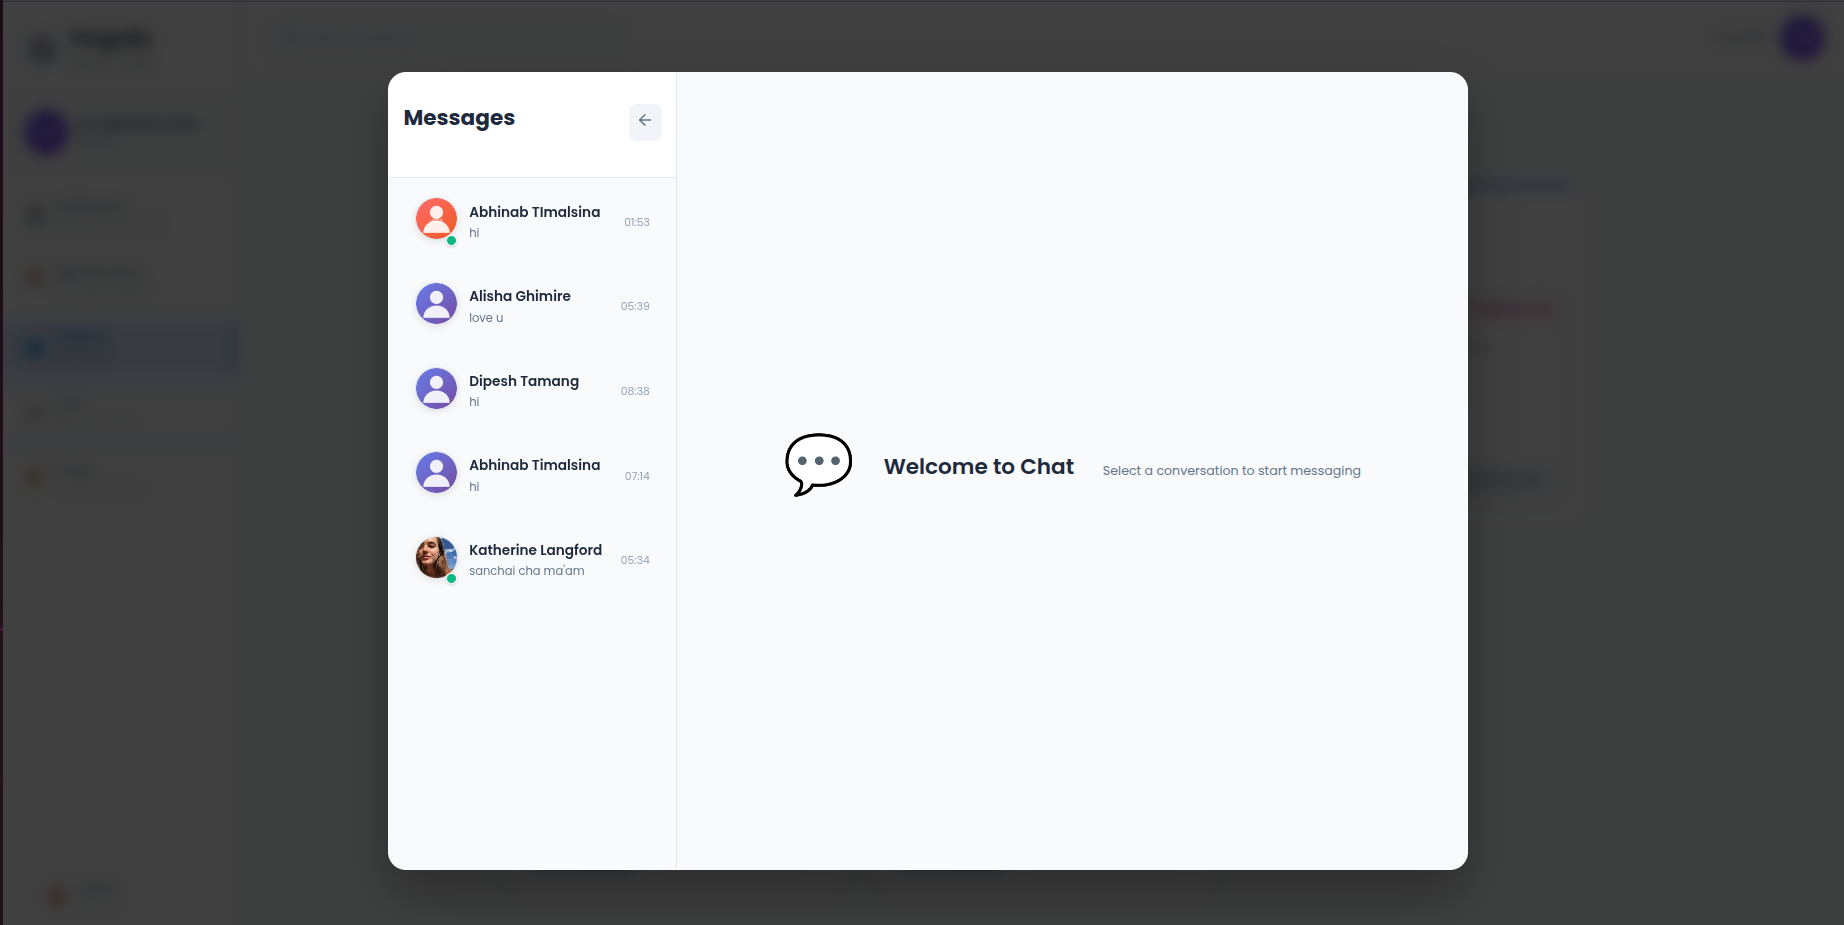 Messages
Abhinab TImalsina
01:53
hi
Alisha Ghimire
05:39
love u
Dipesh Tamang
08:38
hi
Abhinab Timalsina
07:14
hi
Katherine Langford
05:34
sanchai cha ma'am
Welcome to Chat
Select a conversation to start messaging